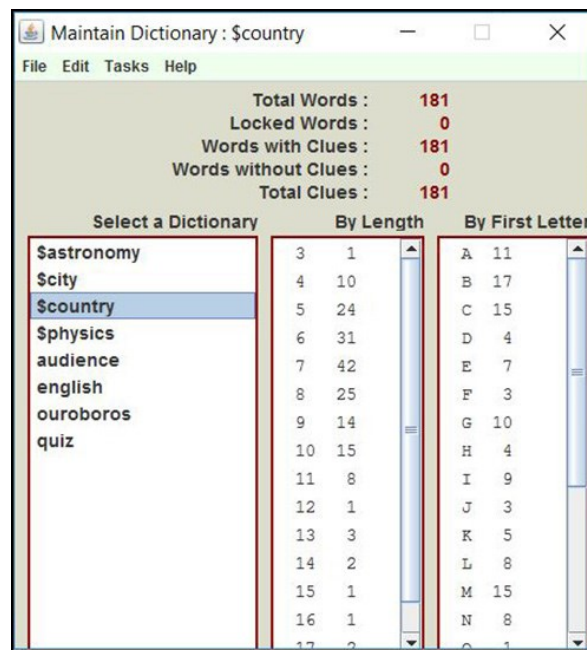 Maintain Dictionary : $country
File Edit Tasks Help
Total Words : 181
Locked Words : 0
Words with Clues : 181
Words without Clues : 0
Total Clues : 181
Select a Dictionary By Length By First Letter
$astronomy
$city
$country
$physics
audience
english
ouroboros
quiz
3 1
4 10
5 24
6 31
7 42
8 25
9 14
10 15
11 8
12 1
13 3
14 2
15 1
16 1
17 2
A 11
B 17
C 15
D 4
E 7
F 3
G 10
H 4
I 9
J 3
K 5
L 8
M 15
N 8
O 1